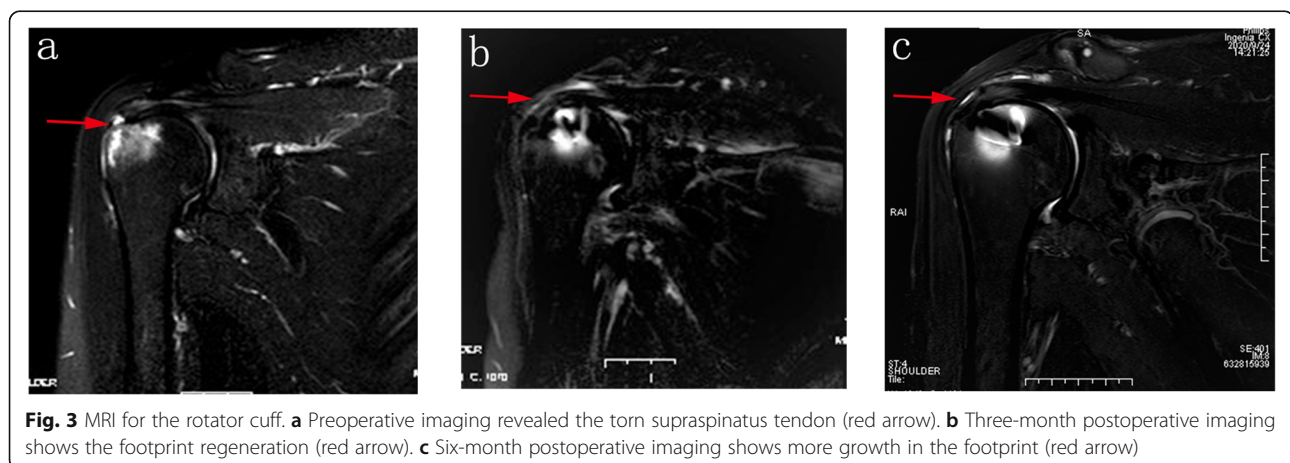 a
LDER
M
b
LDER
M
c
SA
Philips
Ingenia CX
2020/9/24
14:21:25
RAI
ST:4
SHOULDER
Tile:
SE:401
IM:8
632815939
Fig. 3 MRI for the rotator cuff. a Preoperative imaging revealed the torn supraspinatus tendon (red arrow). b Three-month postoperative imaging
shows the footprint regeneration (red arrow). c Six-month postoperative imaging shows more growth in the footprint (red arrow)